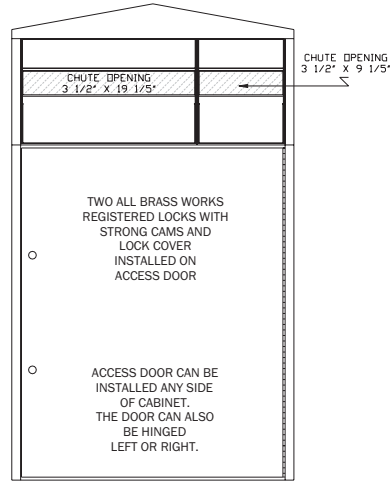 CHUTE OPENING
3 1/2" X 19 1/5"
CHUTE OPENING
3 1/2" X 9 1/5"
TWO ALL BRASS WORKS
REGISTERED LOCKS WITH
STRONG CAMS AND
LOCK COVER
INSTALLED ON
ACCESS DOOR
ACCESS DOOR CAN BE
INSTALLED ANY SIDE
OF CABINET.
THE DOOR CAN ALSO
BE HINGED
LEFT OR RIGHT.